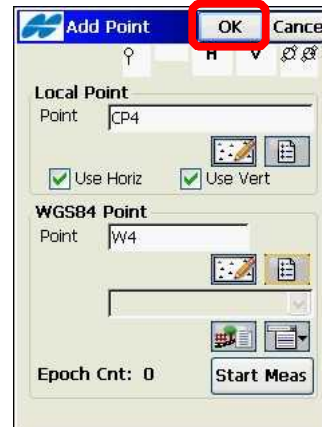 Add Point OK Cance
H V
Local Point
Point CP4
Use Horiz Use Vert
WGS84 Point
Point W4
Epoch Cnt: 0 Start Meas